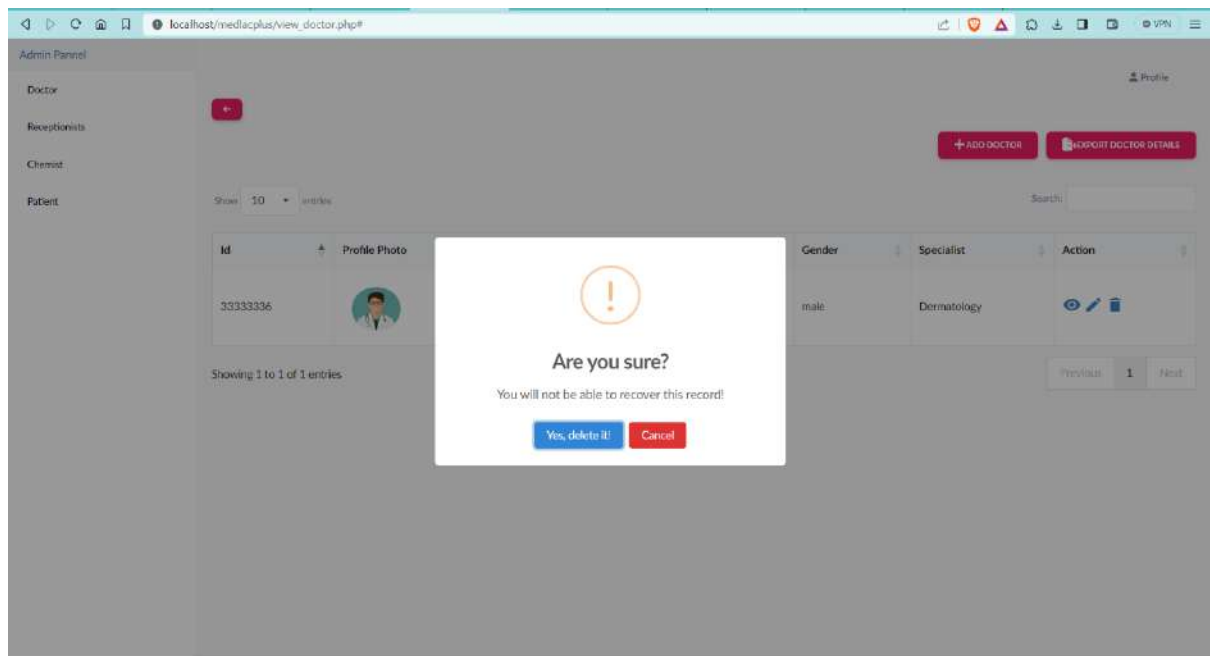 localhost/medlacplus/view_doctor.php#
VPN
Admin Pannel
Profile
Doctor
Receptionists
Chemist
Patient
+ ADD DOCTOR
EXPORT DOCTOR DETAILS
Show 10 entries
Search:
Id Profile Photo Gender Specialist Action
33333336 male Dermatology
Showing 1 to 1 of 1 entries
Previous 1 Next
Are you sure?
You will not be able to recover this record!
Yes, delete it! Cancel